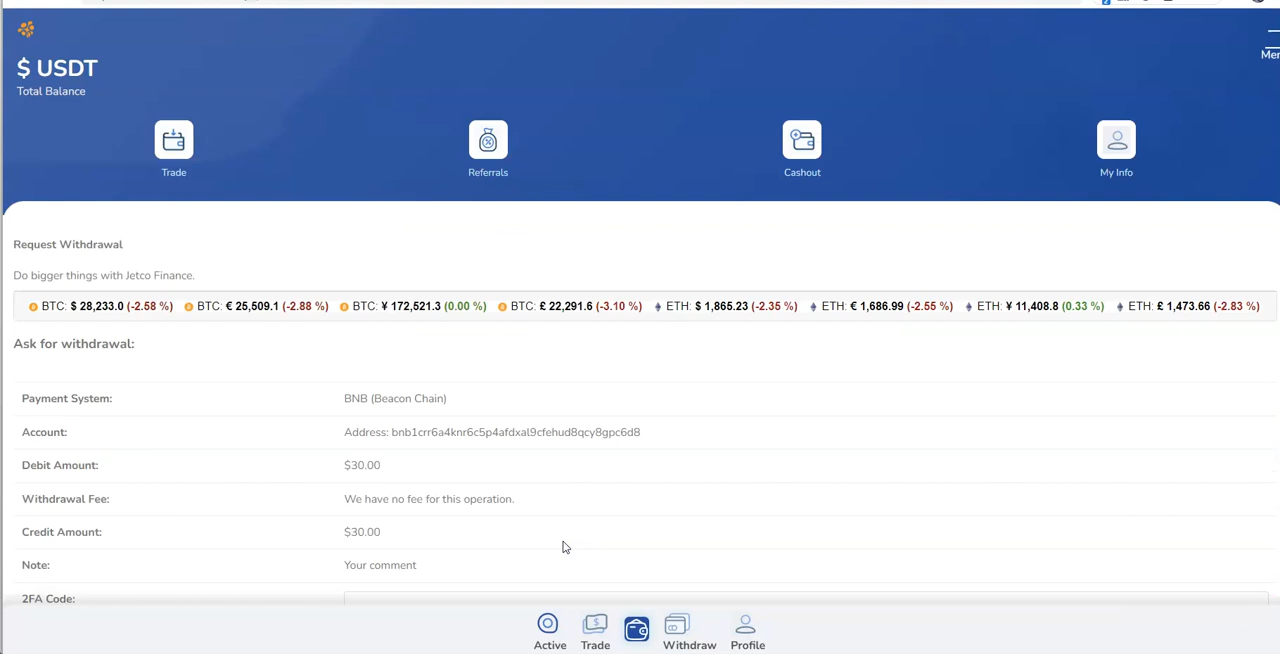 $ USDT
Total Balance
Trade
Referrals
Cashout
My Info
Request Withdrawal
Do bigger things with Jetco Finance.
BTC: $ 28,233.0 (-2.58 %) BTC: € 25,509.1 (-2.88 %) BTC: ¥ 172,521.3 (0.00 %) BTC: £ 22,291.6 (-3.10 %) ETH: $ 1,865.23 (-2.35 %) ETH: € 1,686.99 (-2.55 %) ETH: ¥ 11,408.8 (0.33 %) ETH: £ 1,473.66 (-2.83 %)
Ask for withdrawal:
Payment System: BNB (Beacon Chain)
Account: Address: bnb1crr6a4knr6c5p4afdxal9cfehud8qcy8gpc6d8
Debit Amount: $30.00
Withdrawal Fee: We have no fee for this operation.
Credit Amount: $30.00
Note: Your comment
2FA Code:
Active Trade Withdraw Profile